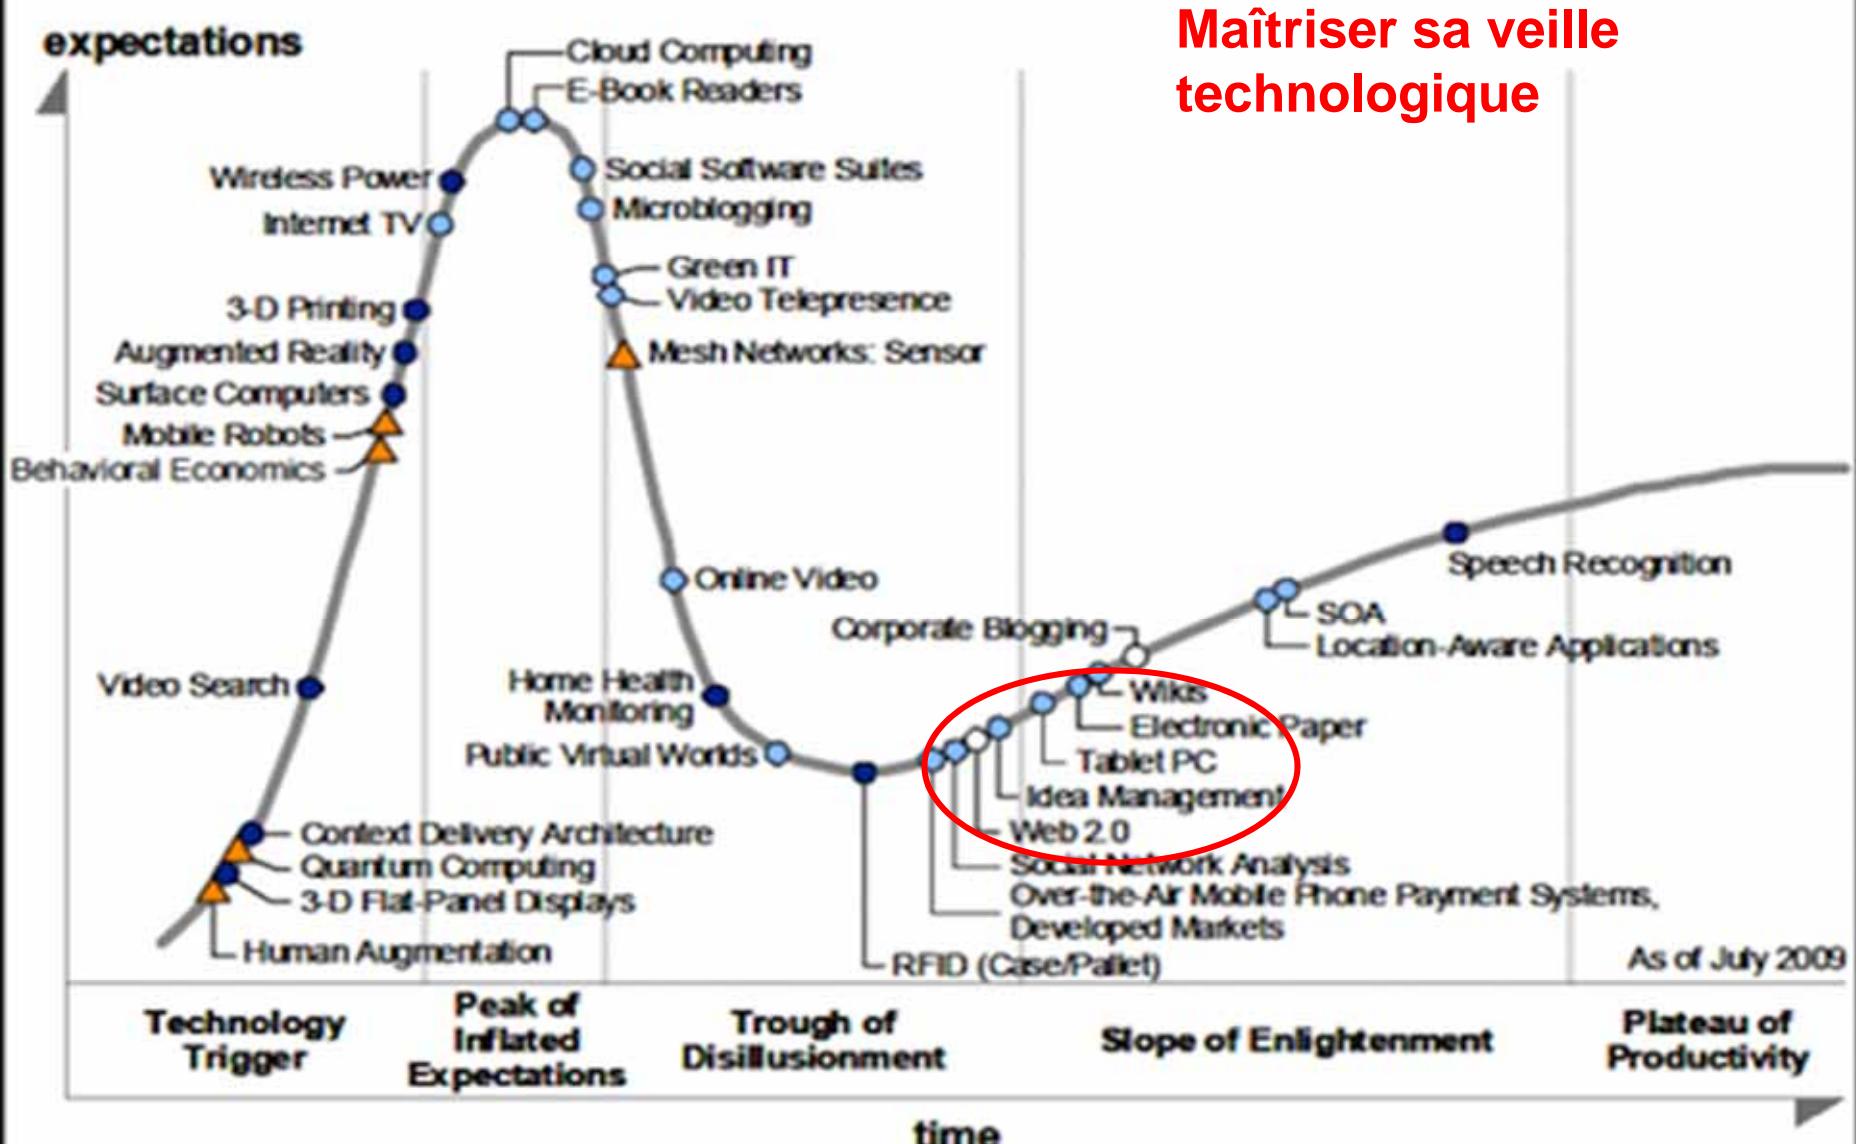 Maîtriser sa veille
technologique
expectations
Cloud Computing
E-Book Readers
Wireless Power
Social Software Suites
Internet TV
Microblogging
Green IT
Video Telepresence
3-D Printing
Augmented Reality
Mesh Networks: Sensor
Surface Computers
Mobile Robots
Behavioral Economics
Speech Recognition
Online Video
SOA
Corporate Blogging
Location-Aware Applications
Video Search
Home Health
Monitoring
Wikis
Electronic Paper
Public Virtual Worlds
Tablet PC
Idea Management
Context Delivery Architecture
Web 2.0
Quantum Computing
Social Network Analysis
3-D Flat-Panel Displays
Over-the-Air Mobile Phone Payment Systems,
Developed Markets
Human Augmentation
RFID (Case/Pallet)
As of July 2009
Technology
Trigger
Peak of
Inflated
Expectations
Trough of
Disillusionment
Slope of Enlightenment
Plateau of
Productivity
time